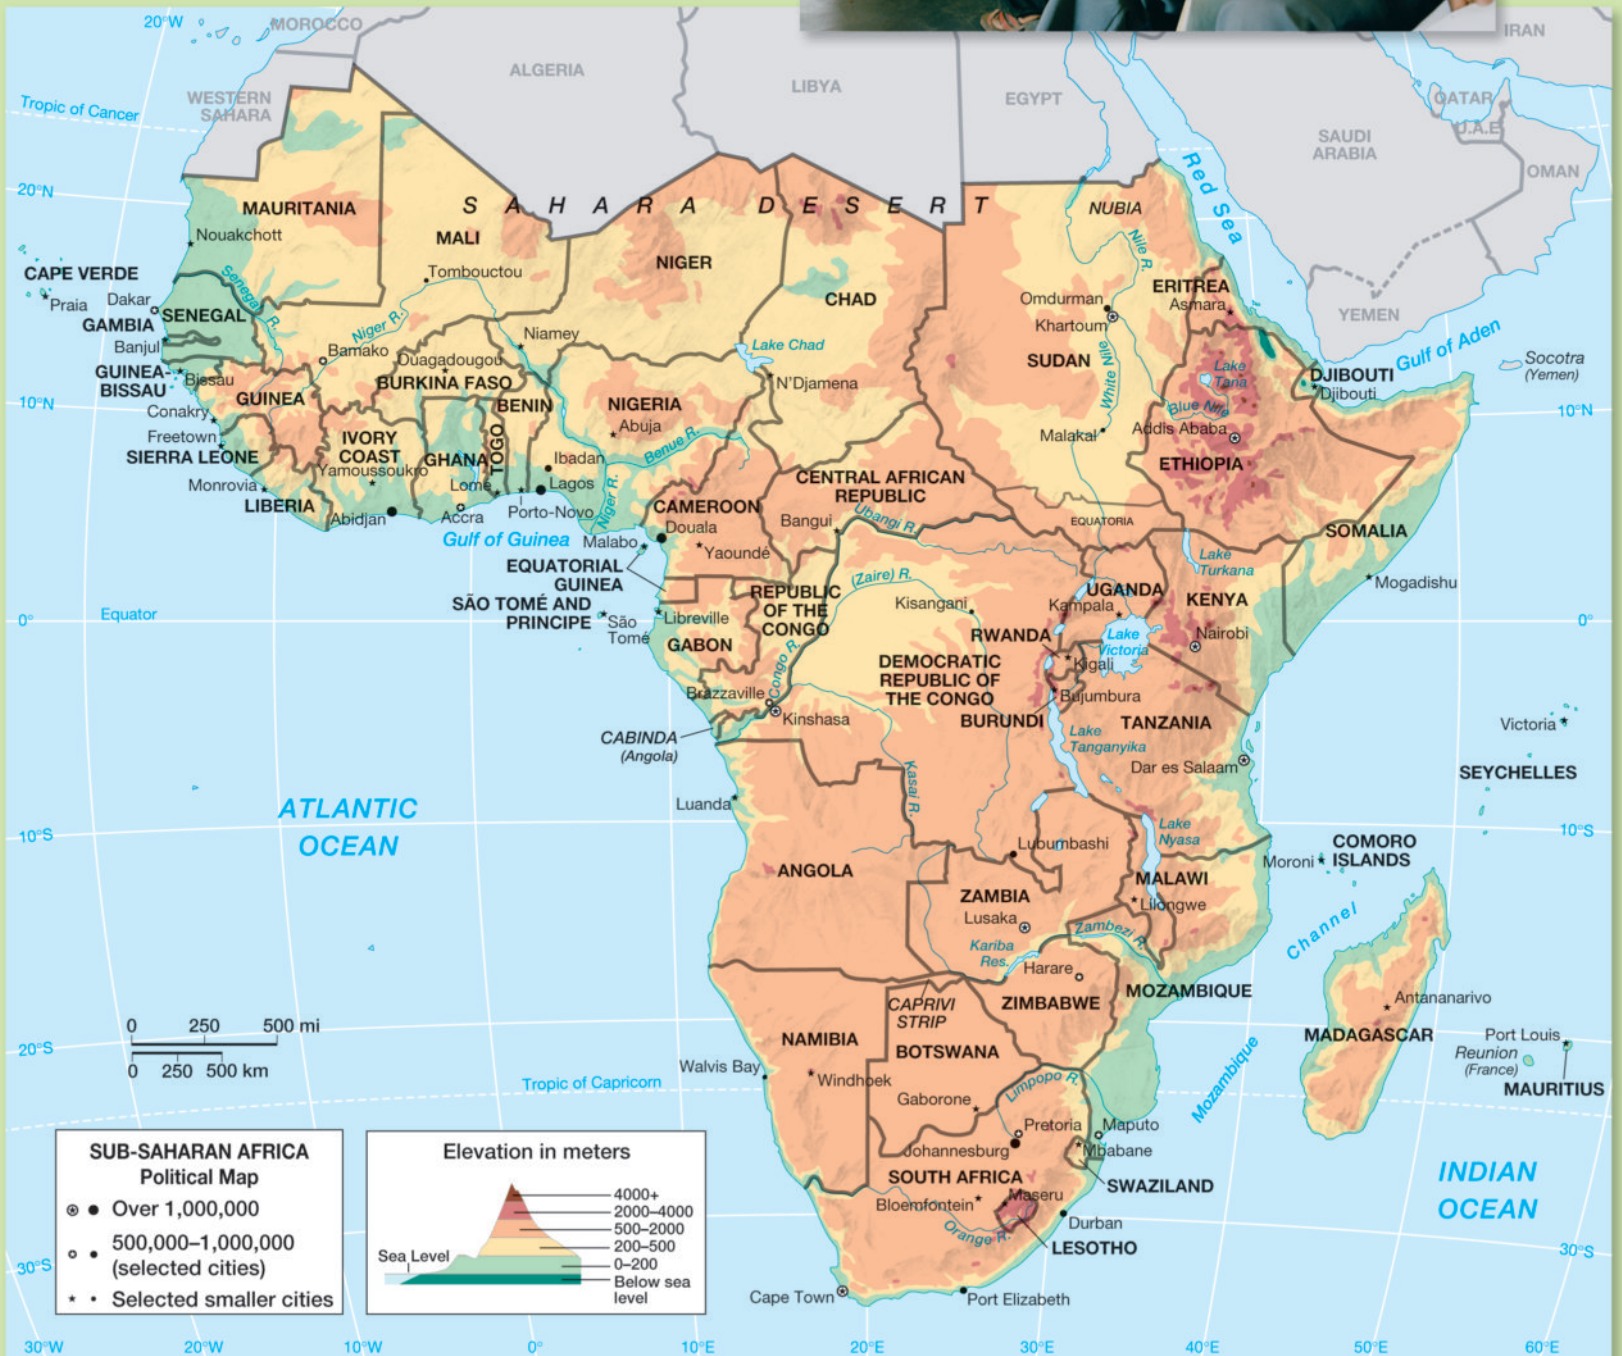 20°W
MOROCCO
IRAN
ALGERIA
LIBYA
EGYPT
WESTERN
SAHARA
QATAR
U.A.E.
Tropic of Cancer
SAUDI
ARABIA
OMAN
Red Sea
20°N
MAURITANIA
SAHARA DESERT
NUBIA
Nouakchott
MALI
NIGER
Nile R.
CAPE VERDE
Praia
Senegal R.
Tombouctou
CHAD
Omdurman
Khartoum
ERITREA
Asmara
YEMEN
Dakar
SENEGAL
GAMBIA
Banjul
Niger R.
Bamako
Niamey
Ouagadougou
Lake Chad
N'Djamena
SUDAN
White Nile
Lake
Tana
Blue Nile
DJIBOUTI
Djibouti
Gulf of Aden
Socotra
(Yemen)
GUINEA-
BISSAU
Bissau
GUINEA
BURKINA FASO
BENIN
NIGERIA
Abuja
10°N
10°N
Conakry
Freetown
SIERRA LEONE
IVORY
COAST
Yamoussoukro
GHANA
TOGO
Ibadan
Benue R.
Malakal
Addis Ababa
ETHIOPIA
Monrovia
LIBERIA
Lome
Lagos
Abidjan
Accra
Porto-Novo
Niger R.
Gulf of Guinea
CAMEROON
Douala
Yaoundé
Malabo
CENTRAL AFRICAN
REPUBLIC
Bangui
Ubangi R.
EQUATORIA
SOMALIA
Mogadishu
EQUATORIAL
GUINEA
SÃO TOMÉ AND
PRINCIPE
São
Tomé
Libreville
GABON
REPUBLIC
OF THE
CONGO
(Zaire) R.
Kisangani
UGANDA
Kampala
Lake
Turkana
KENYA
Nairobi
0°
Equator
0°
RWANDA
Kigali
Lake
Victoria
DEMOCRATIC
REPUBLIC OF
THE CONGO
Congo R.
Brazzaville
Kinshasa
Bujumbura
BURUNDI
TANZANIA
CABINDA
(Angola)
Lake
Tanganyika
Dar es Salaam
Victoria
SEYCHELLES
Kasai R.
Luanda
ATLANTIC
OCEAN
10°S
10°S
ANGOLA
Lubumbashi
Lake
Nyasa
COMORO
ISLANDS
Moroni
ZAMBIA
Lusaka
MALAWI
Lilongwe
Kariba
Res.
Zambezi R.
Harare
ZIMBABWE
MOZAMBIQUE
Mozambique
Channel
Antananarivo
MADAGASCAR
Port Louis
Reunion
(France)
MAURITIUS
CAPRIVI
STRIP
NAMIBIA
BOTSWANA
0 250 500 mi
0 250 500 km
20°S
Walvis Bay
Windhoek
Tropic of Capricorn
Gaborone
Limpopo R.
Pretoria
Johannesburg
Maputo
Mbabane
SWAZILAND
SOUTH AFRICA
Bloemfontein
Maseru
Orange R.
Durban
LESOTHO
Cape Town
Port Elizabeth
INDIAN
OCEAN
30°S
30°S
SUB-SAHARAN AFRICA
Political Map
Over 1,000,000
500,000–1,000,000
(selected cities)
Selected smaller cities
Elevation in meters
4000+
2000–4000
500–2000
200–500
0–200
Below sea
level
Sea Level
30°W
20°W
10°W
0°
10°E
20°E
30°E
40°E
50°E
60°E